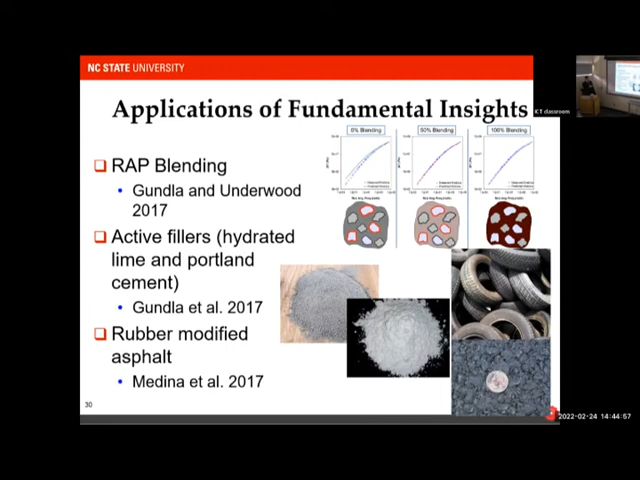 NC STATE UNIVERSITY
Applications of Fundamental Insights
ICT classroom
0% Blending
50% Blending
100% Blending
RAP Blending
Gundla and Underwood
2017
Active fillers (hydrated
lime and portland
cement)
Gundla et al. 2017
Rubber modified
asphalt
Medina et al. 2017
30
2022-02-24 14:44:57